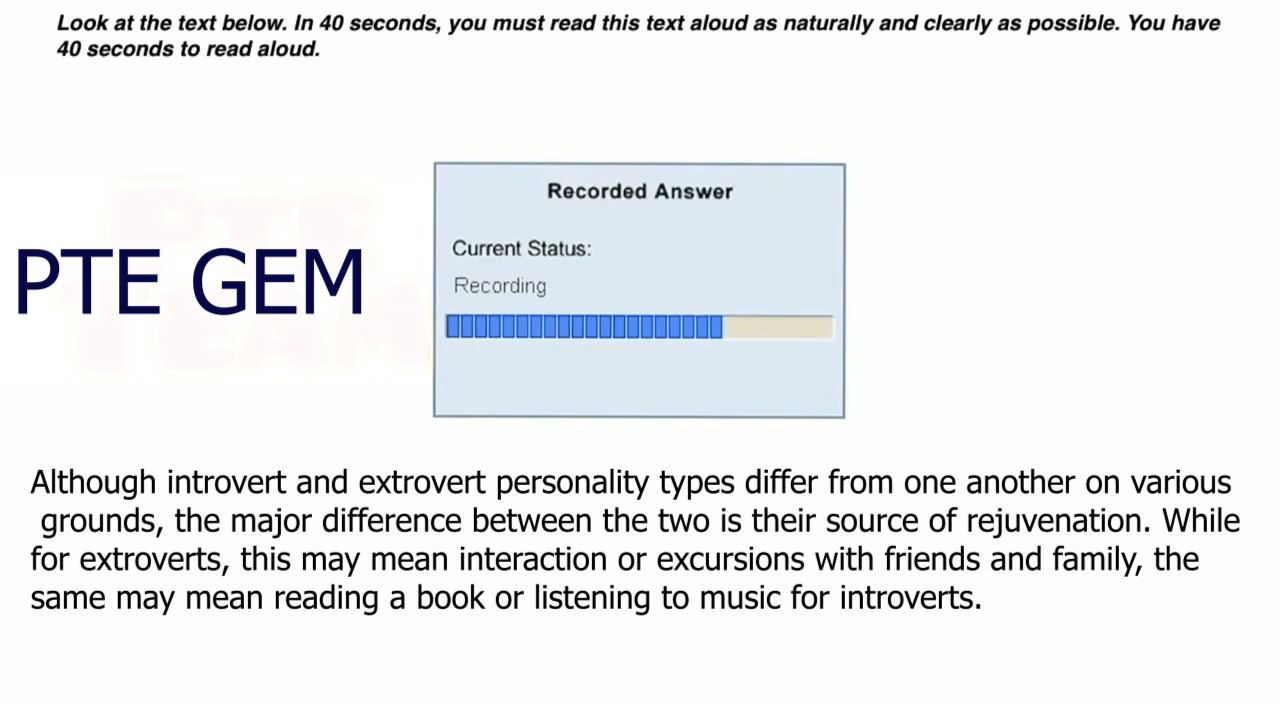 Look at the text below. In 40 seconds, you must read this text aloud as naturally and clearly as possible. You have
40 seconds to read aloud.
PTE
TEAM
PTE GEM
Recorded Answer
Current Status:
Recording
Although introvert and extrovert personality types differ from one another on various
grounds, the major difference between the two is their source of rejuvenation. While
for extroverts, this may mean interaction or excursions with friends and family, the
same may mean reading a book or listening to music for introverts.